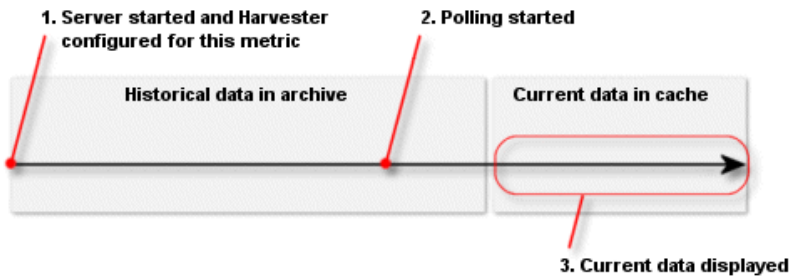 1. Server started and Harvester
configured for this metric
2. Polling started
Historical data in archive
Current data in cache
3. Current data displayed